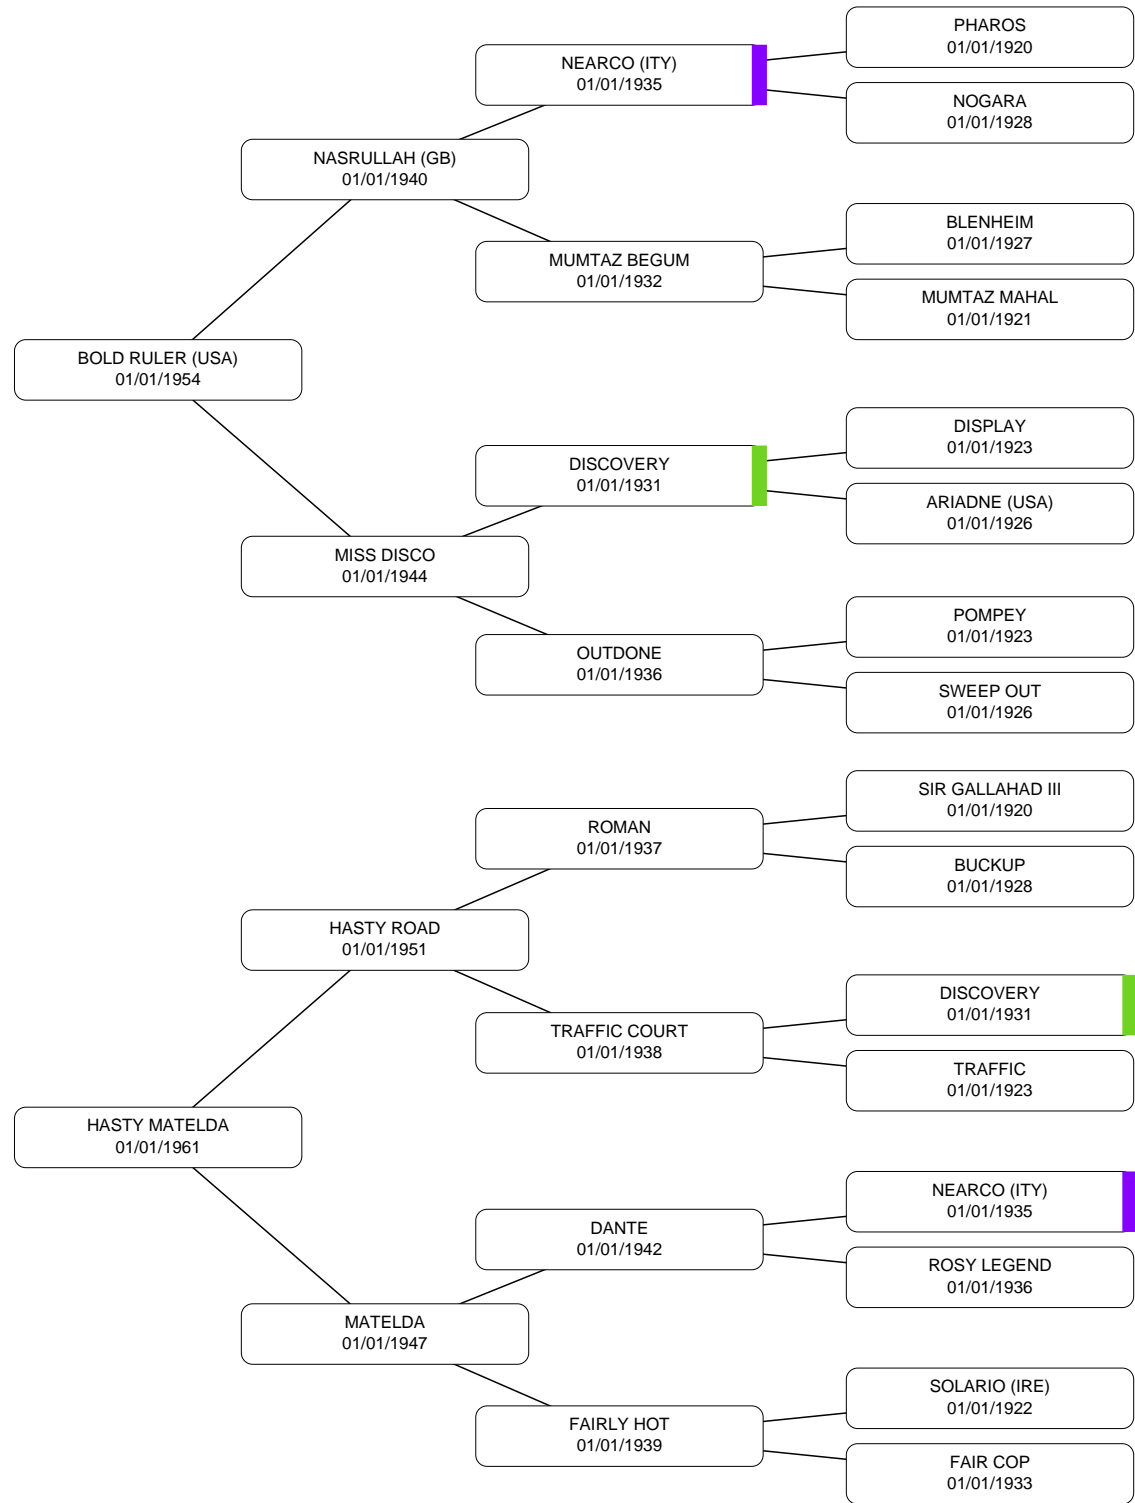 PHAROS
01/01/1920
NEARCO (ITY)
01/01/1935
NOGARA
01/01/1928
NASRULLAH (GB)
01/01/1940
BLENHEIM
01/01/1927
MUMTAZ BEGUM
01/01/1932
MUMTAZ MAHAL
01/01/1921
BOLD RULER (USA)
01/01/1954
DISPLAY
01/01/1923
DISCOVERY
01/01/1931
ARIADNE (USA)
01/01/1926
MISS DISCO
01/01/1944
POMPEY
01/01/1923
OUTDONE
01/01/1936
SWEEP OUT
01/01/1926
SIR GALLAHAD III
01/01/1920
ROMAN
01/01/1937
BUCKUP
01/01/1928
HASTY ROAD
01/01/1951
DISCOVERY
01/01/1931
TRAFFIC COURT
01/01/1938
TRAFFIC
01/01/1923
HASTY MATELDA
01/01/1961
NEARCO (ITY)
01/01/1935
DANTE
01/01/1942
ROSY LEGEND
01/01/1936
MATELDA
01/01/1947
SOLARIO (IRE)
01/01/1922
FAIRLY HOT
01/01/1939
FAIR COP
01/01/1933